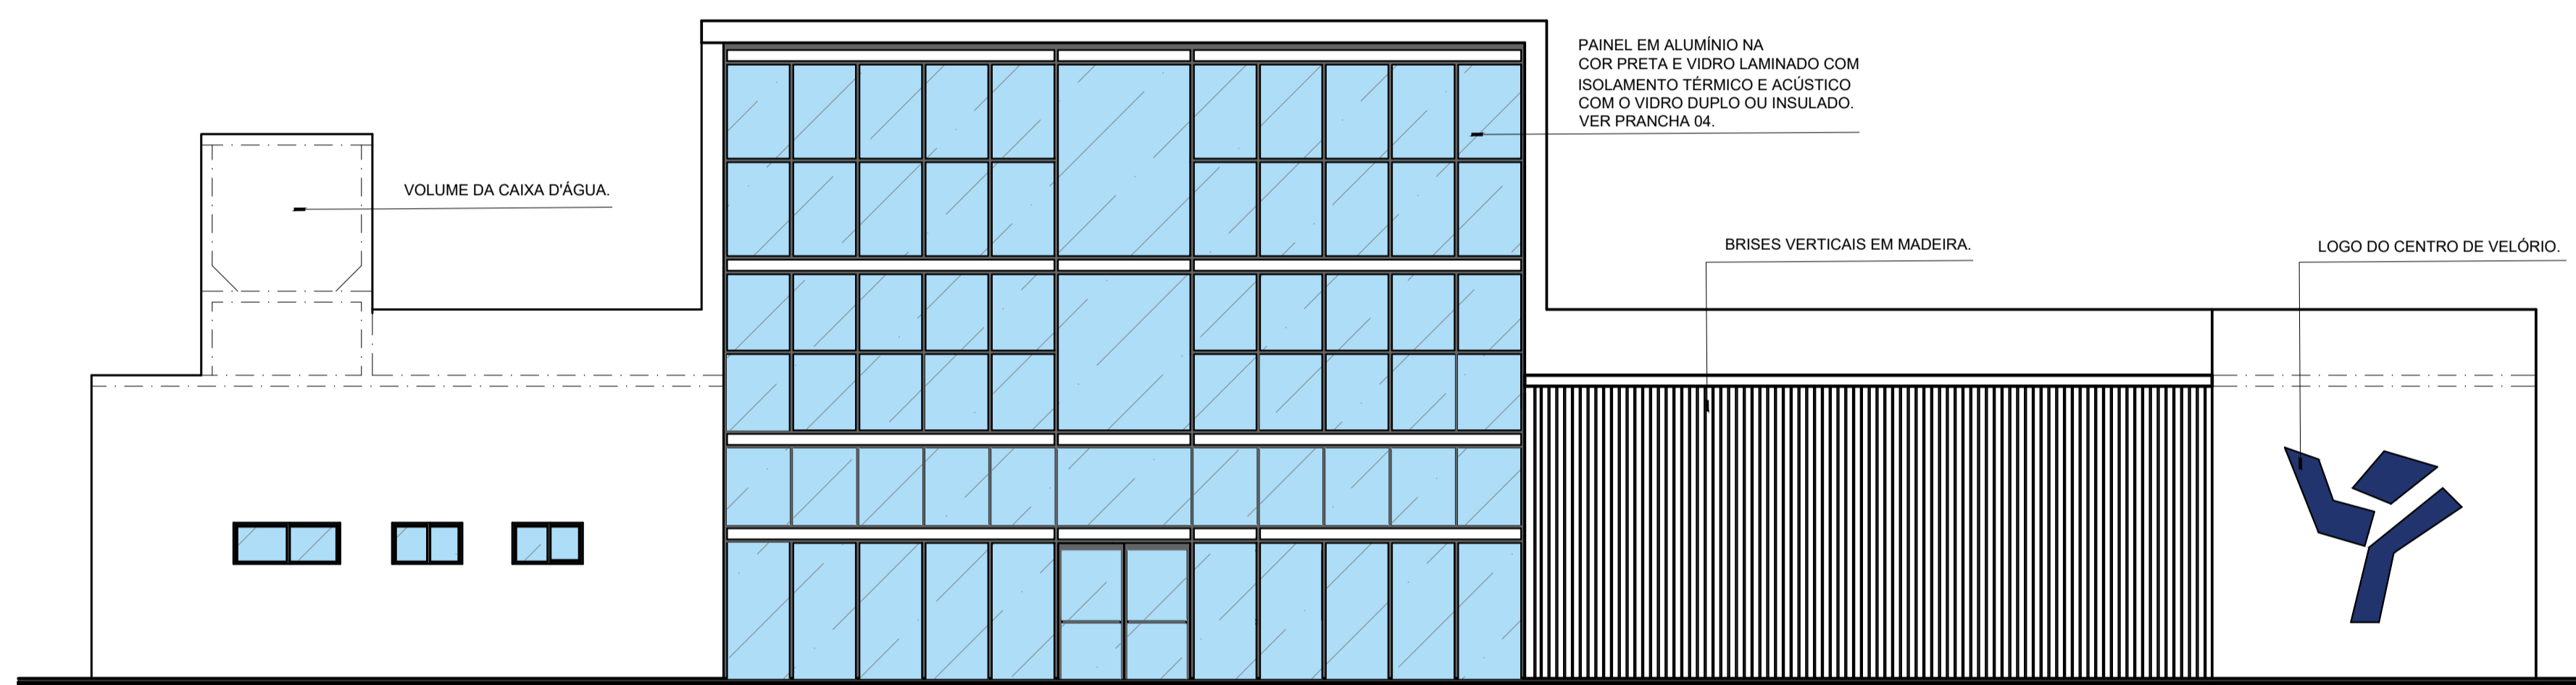 PAINEL EM ALUMÍNIO NA
COR PRETA E VIDRO LAMINADO COM
ISOLAMENTO TÉRMICO E ACÚSTICO
COM O VIDRO DUPLO OU INSULADO.
VER PRANCHA 04.
VOLUME DA CAIXA D'ÁGUA.
BRISES VERTICAIS EM MADEIRA.
LOGO DO CENTRO DE VELÓRIO.